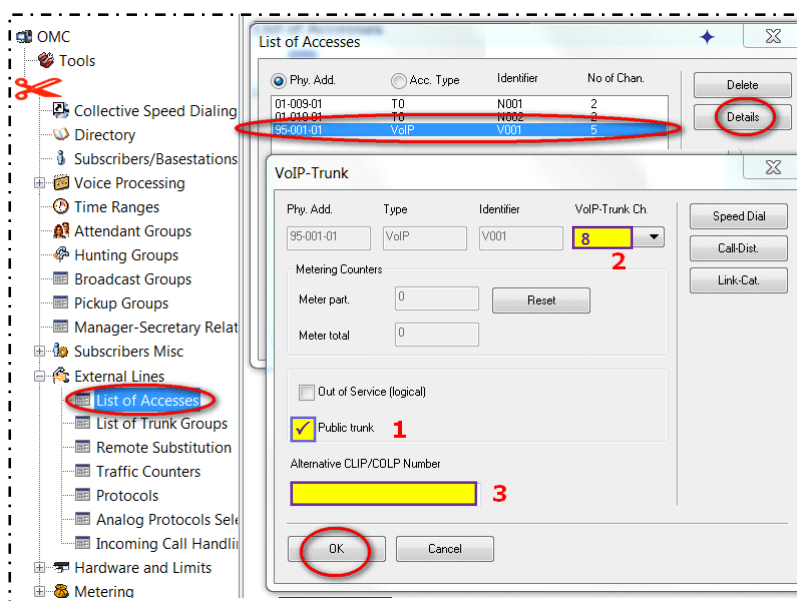 OMC
Tools
Collective Speed Dialing
Directory
Subscribers/Basestations
Voice Processing
Time Ranges
Attendant Groups
Hunting Groups
Broadcast Groups
Pickup Groups
Manager-Secretary Relat
Subscribers Misc
External Lines
List of Accesses
List of Trunk Groups
Remote Substitution
Traffic Counters
Protocols
Analog Protocols Sele
Incoming Call Handli
Hardware and Limits
Metering
List of Accesses
Phy. Add. Acc. Type Identifier No of Chan.
01-009-01 T0 N001 2
01-010-01 T0 N002 2
95-001-01 VoIP V001 5
Delete
Details
VoIP-Trunk
Phy. Add. Type Identifier VoIP-Trunk Ch.
95-001-01 VoIP V001 8
2
Metering Counters
Meter part. 0 Reset
Meter total 0
Out of Service (logical)
Public trunk 1
Alternative CLIP/COLP Number
3
OK Cancel
Speed Dial
Call-Dist.
Link-Cat.